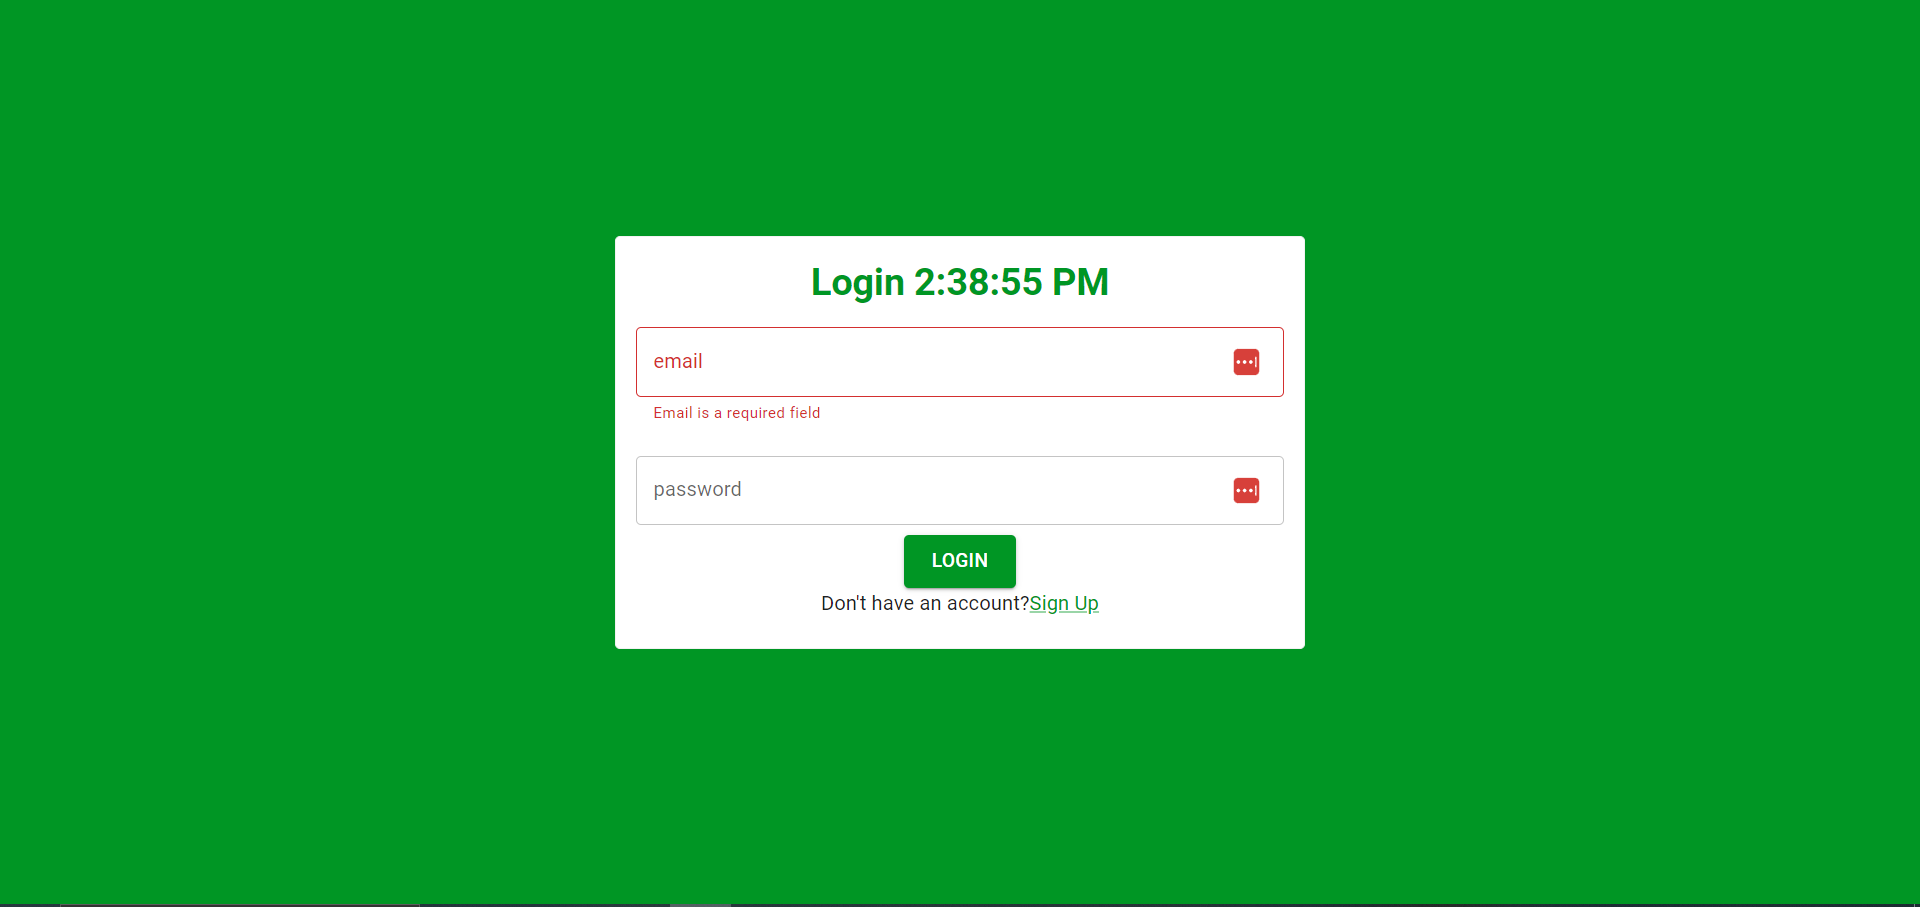 Login 2:38:55 PM
email
Email is a required field
password
LOGIN
Don't have an account?Sign Up